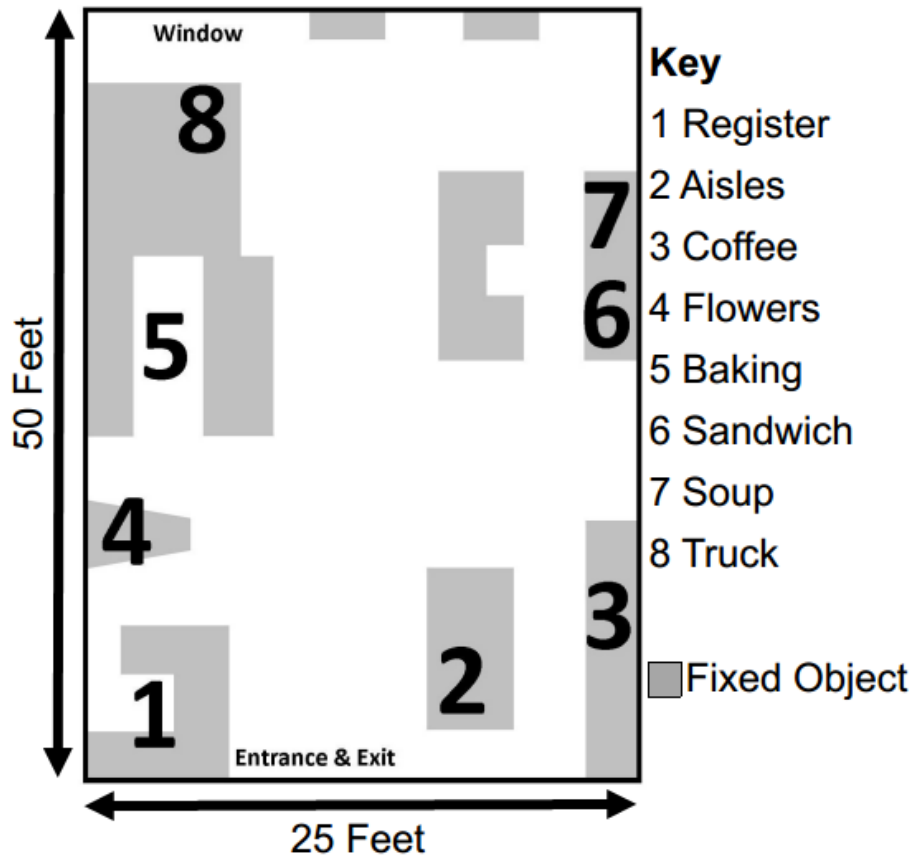 Window
Key
8
1 Register
7
2 Aisles
3 Coffee
6
4 Flowers
5
5 Baking
50 Feet
6 Sandwich
7 Soup
4
8 Truck
3
2
Fixed Object
1
Entrance & Exit
25 Feet